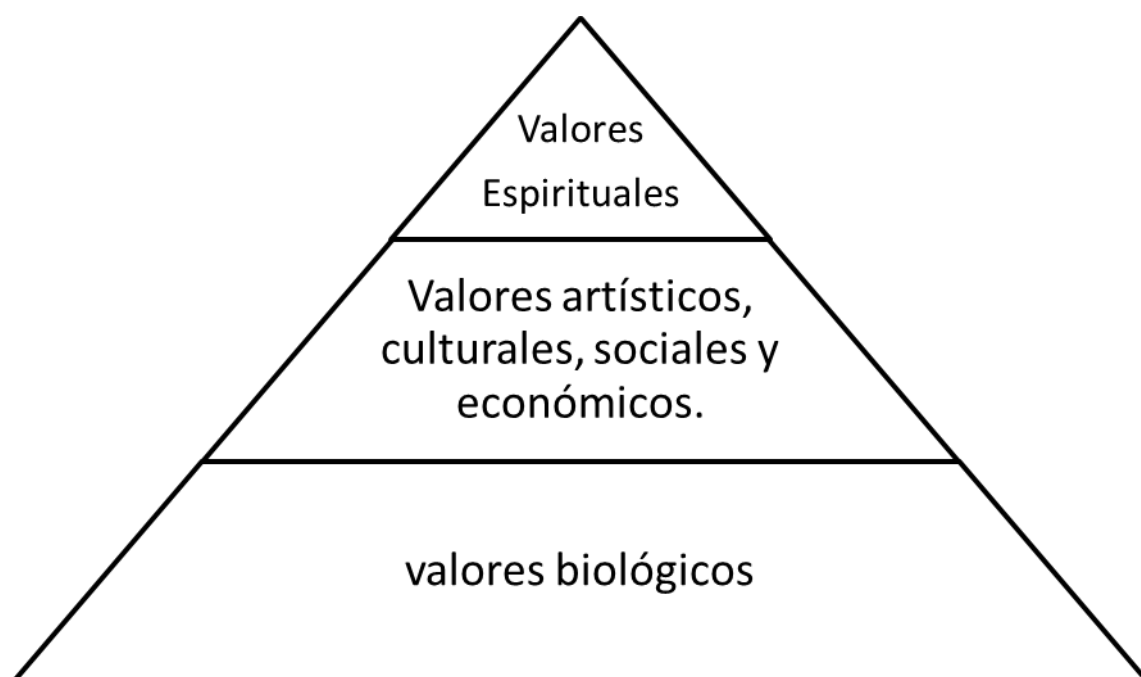 Valores
Espirituales
Valores artísticos,
culturales, sociales y
económicos.
valores biológicos